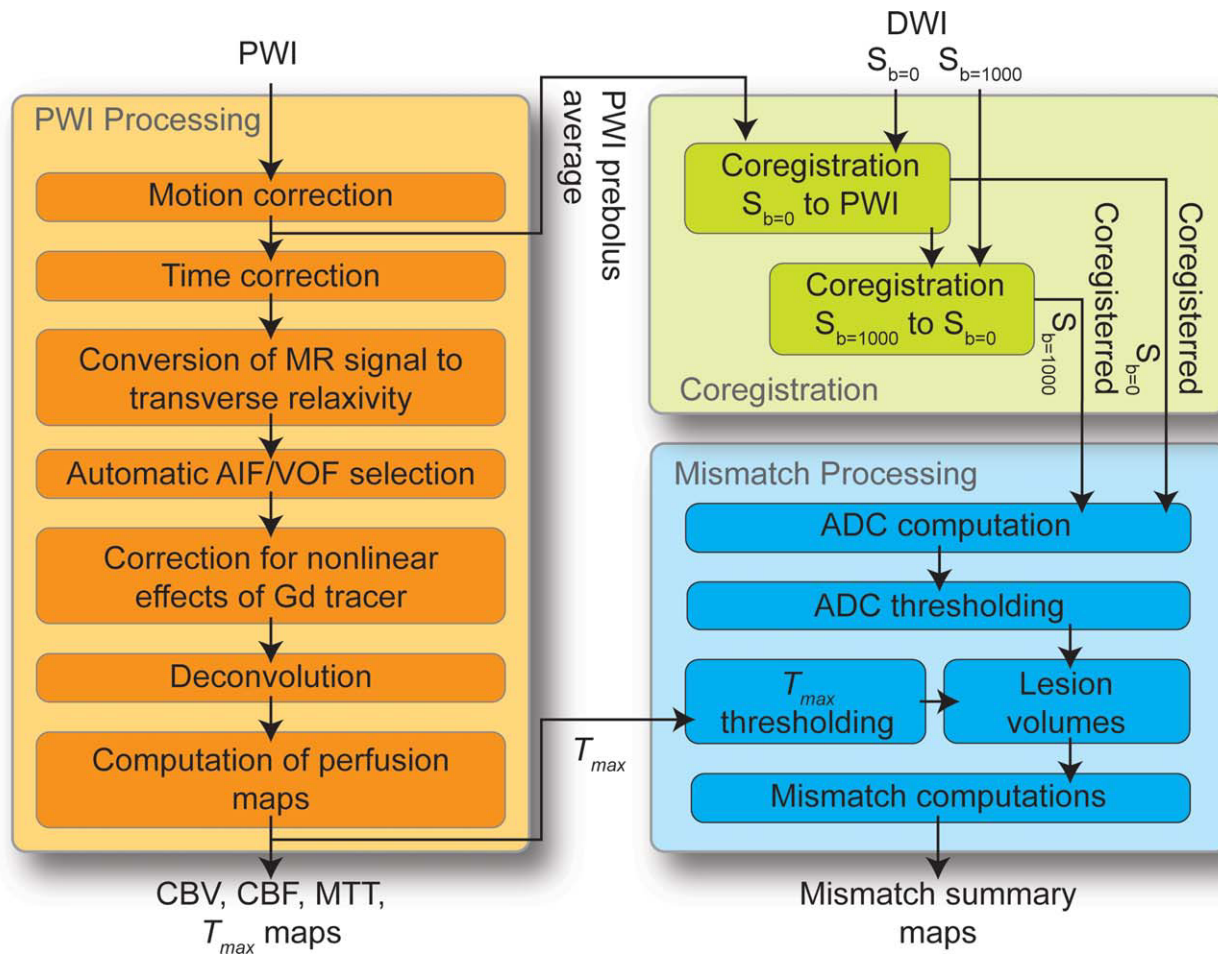 PWI
PWI Processing
Motion correction
Time correction
Conversion of MR signal to
transverse relaxivity
Automatic AIF/VOF selection
Correction for nonlinear
effects of Gd tracer
Deconvolution
Computation of perfusion
maps
CBV, CBF, MTT,
Tmax maps
PWI prebolus
average
Tmax
DWI
Sb=0 Sb=1000
Coregistration
Sb=0 to PWI
Coregistration
Sb=1000 to Sb=0
Coregistration
Coregisterred
Sb=0
Coregisterred
Sb=1000
Mismatch Processing
ADC computation
ADC thresholding
Tmax
thresholding
Lesion
volumes
Mismatch computations
Mismatch summary
maps